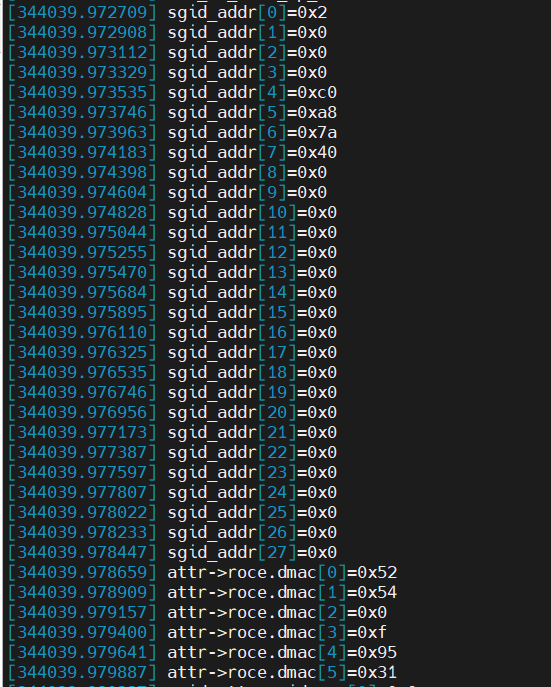 [344039.972709] sgid_addr[0]=0x2
[344039.972908] sgid_addr[1]=0x0
[344039.973112] sgid_addr[2]=0x0
[344039.973329] sgid_addr[3]=0x0
[344039.973535] sgid_addr[4]=0xc0
[344039.973746] sgid_addr[5]=0xa8
[344039.973963] sgid_addr[6]=0x7a
[344039.974183] sgid_addr[7]=0x40
[344039.974398] sgid_addr[8]=0x0
[344039.974604] sgid_addr[9]=0x0
[344039.974828] sgid_addr[10]=0x0
[344039.975044] sgid_addr[11]=0x0
[344039.975255] sgid_addr[12]=0x0
[344039.975470] sgid_addr[13]=0x0
[344039.975684] sgid_addr[14]=0x0
[344039.975895] sgid_addr[15]=0x0
[344039.976110] sgid_addr[16]=0x0
[344039.976325] sgid_addr[17]=0x0
[344039.976535] sgid_addr[18]=0x0
[344039.976746] sgid_addr[19]=0x0
[344039.976956] sgid_addr[20]=0x0
[344039.977173] sgid_addr[21]=0x0
[344039.977387] sgid_addr[22]=0x0
[344039.977597] sgid_addr[23]=0x0
[344039.977807] sgid_addr[24]=0x0
[344039.978022] sgid_addr[25]=0x0
[344039.978233] sgid_addr[26]=0x0
[344039.978447] sgid_addr[27]=0x0
[344039.978659] attr->roce.dmac[0]=0x52
[344039.978909] attr->roce.dmac[1]=0x54
[344039.979157] attr->roce.dmac[2]=0x0
[344039.979400] attr->roce.dmac[3]=0xf
[344039.979641] attr->roce.dmac[4]=0x95
[344039.979887] attr->roce.dmac[5]=0x31